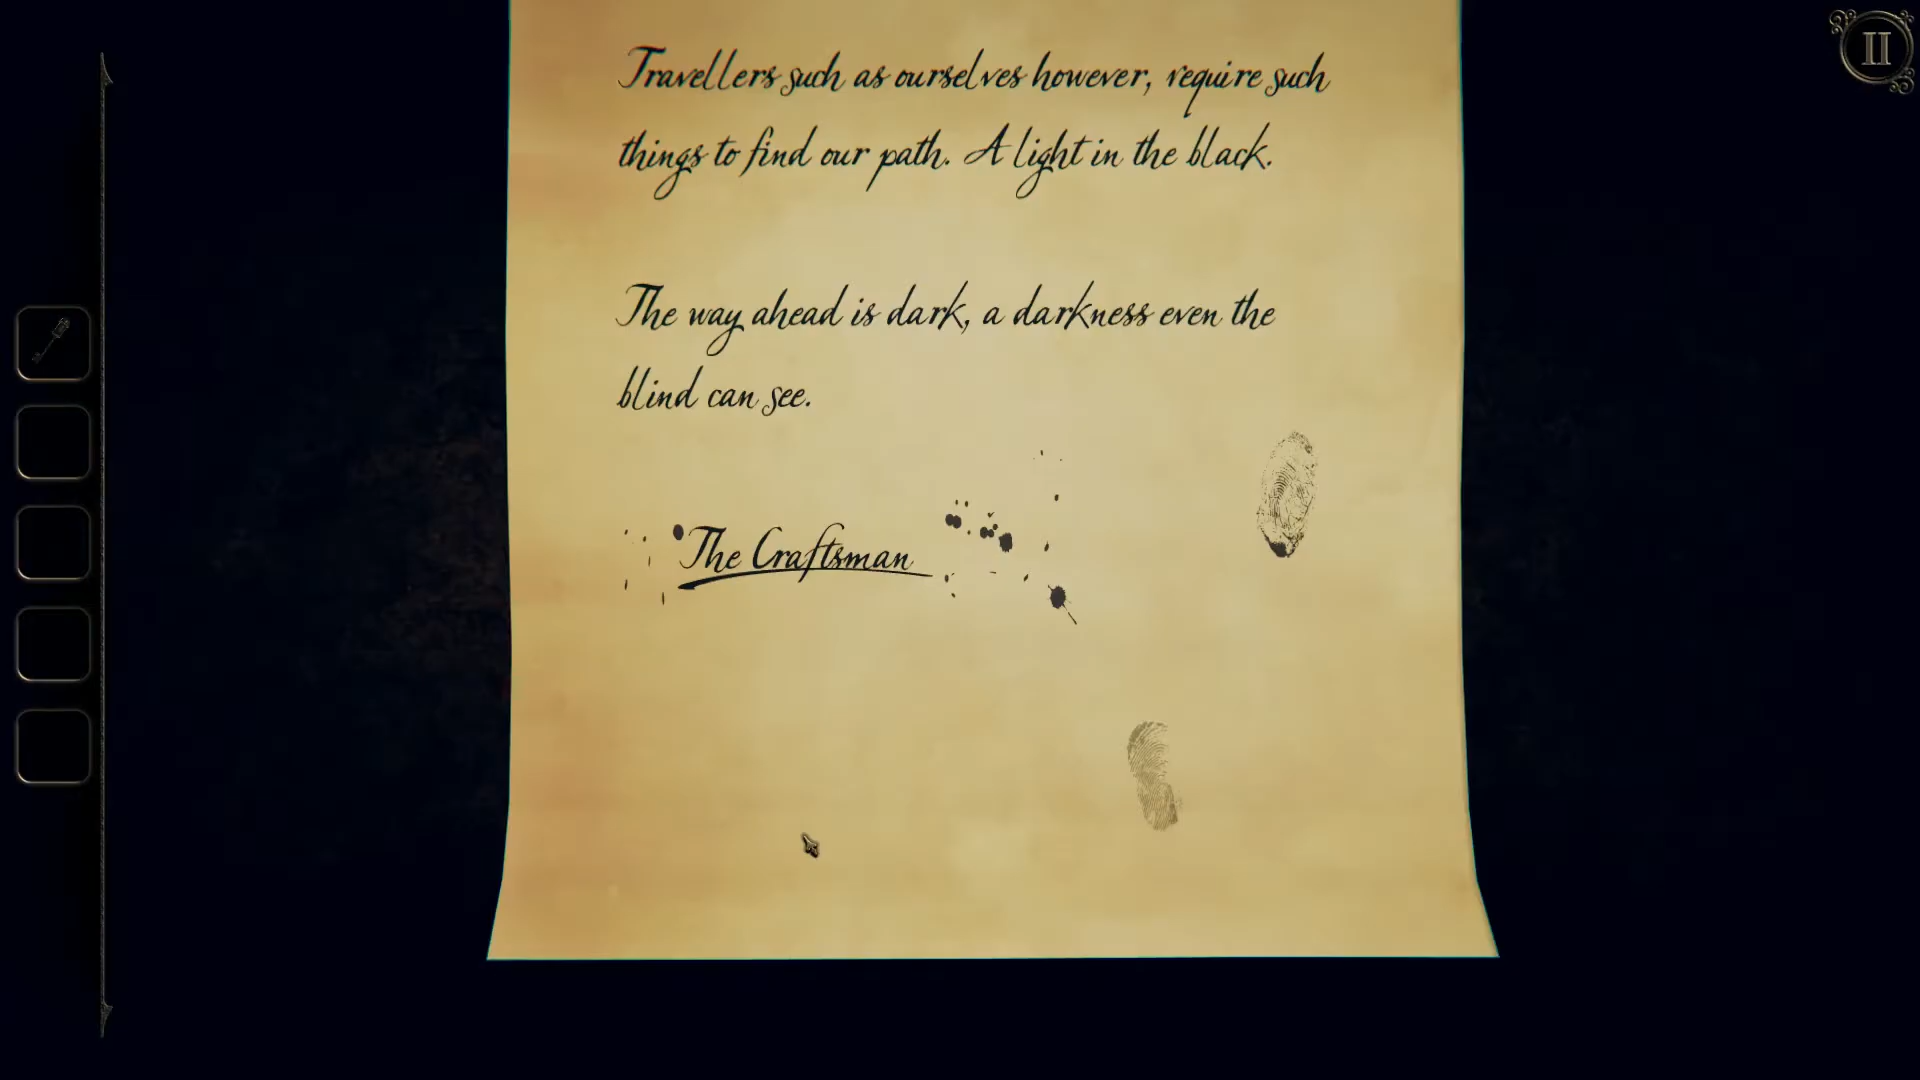 Travellers such as ourselves however, require such
things to find our path. A light in the black.
The way ahead is dark, a darkness even the
blind can see.
The Craftsman
II